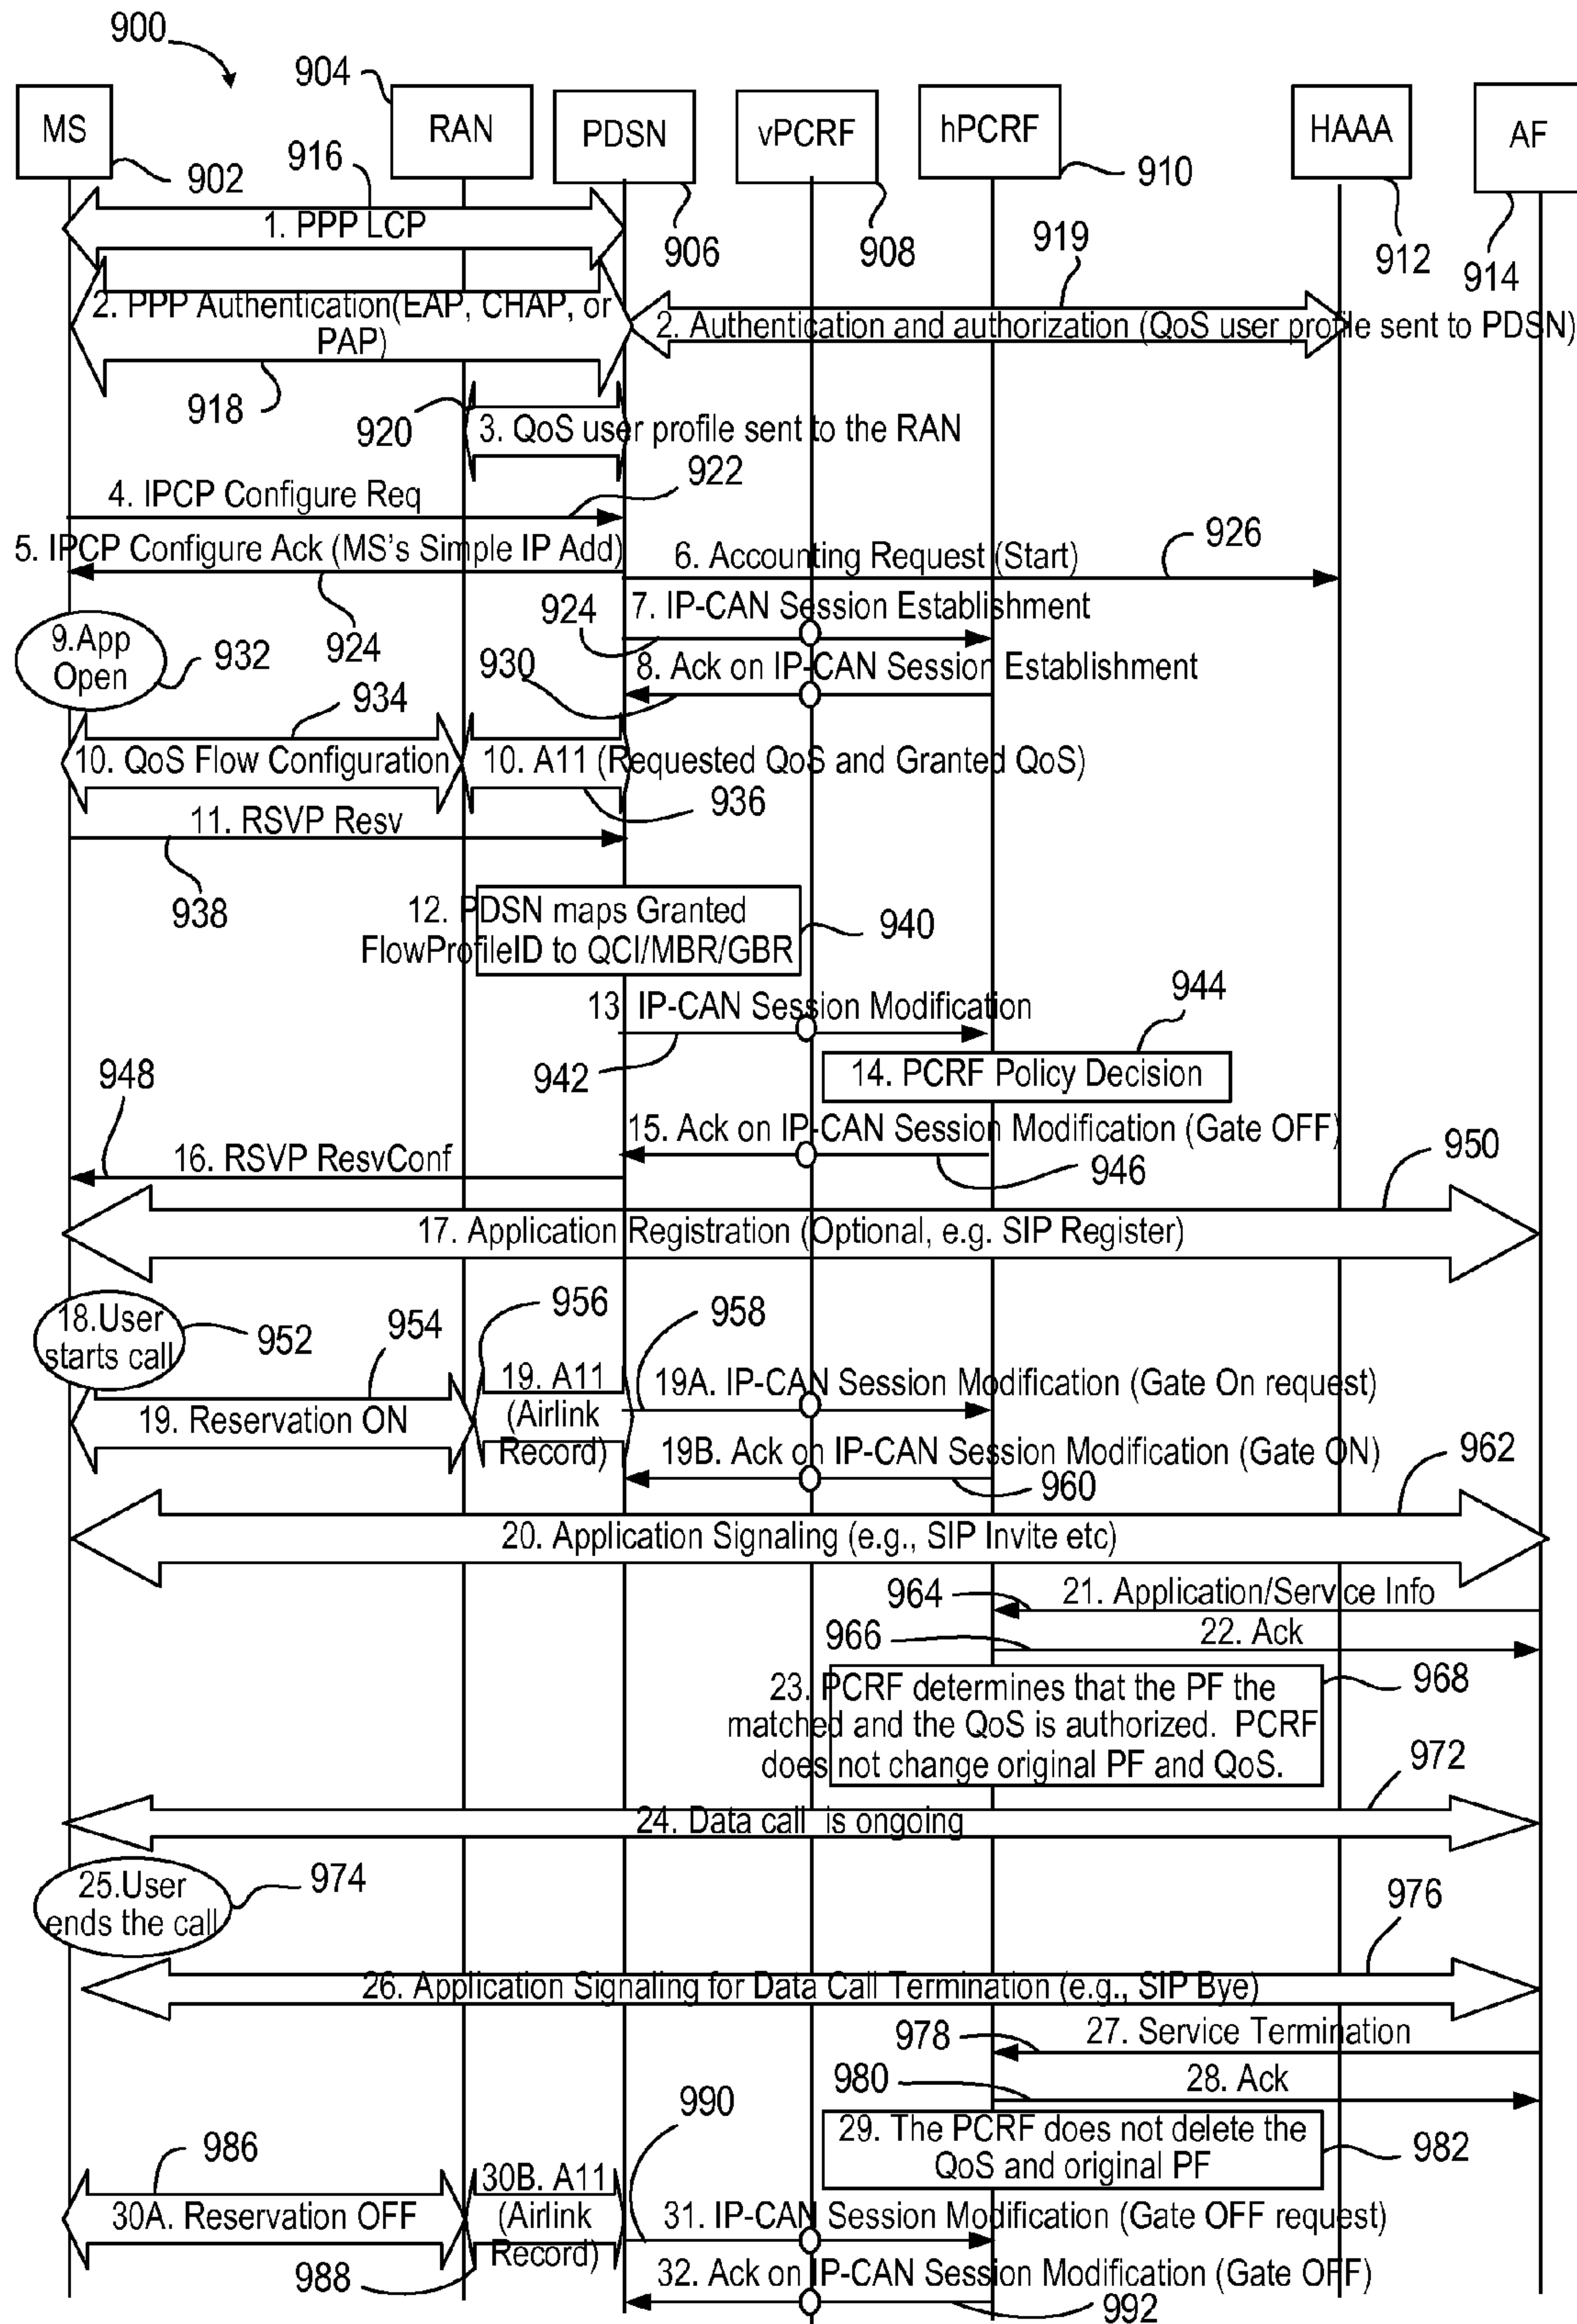 900
904
MS
RAN
PDSN
vPCRF
hPCRF
HAAA
AF
902
916
910
906
908
919
912
914
1. PPP LCP
2. PPP Authentication(EAP, CHAP, or
PAP)
2. Authentication and authorization (QoS user profile sent to PDSN)
918
920
3. QoS user profile sent to the RAN
922
4. IPCP Configure Req
5. IPCP Configure Ack (MS's Simple IP Add)
6. Accounting Request (Start)
926
924
7. IP-CAN Session Establishment
9.App
Open
932
924
930
8. Ack on IP-CAN Session Establishment
934
10. QoS Flow Configuration
10. A11 (Requested QoS and Granted QoS)
936
11. RSVP Resv
938
12. PDSN maps Granted
FlowProfileID to QCI/MBR/GBR
940
13 IP-CAN Session Modification
944
942
14. PCRF Policy Decision
948
15. Ack on IP-CAN Session Modification (Gate OFF)
950
16. RSVP ResvConf
946
17. Application Registration (Optional, e.g. SIP Register)
18.User
starts call
952
954
956
958
19. A11
(Airlink
Record)
19A. IP-CAN Session Modification (Gate On request)
19. Reservation ON
19B. Ack on IP-CAN Session Modification (Gate ON)
962
960
20. Application Signaling (e.g., SIP Invite etc)
964
21. Application/Service Info
966
22. Ack
23. PCRF determines that the PF the
matched and the QoS is authorized. PCRF
does not change original PF and QoS.
968
972
24. Data call is ongoing
25.User
ends the call
974
976
26. Application Signaling for Data Call Termination (e.g., SIP Bye)
978
27. Service Termination
980
28. Ack
990
29. The PCRF does not delete the
QoS and original PF
982
986
30B. A11
(Airlink
Record)
30A. Reservation OFF
31. IP-CAN Session Modification (Gate OFF request)
988
32. Ack on IP-CAN Session Modification (Gate OFF)
992